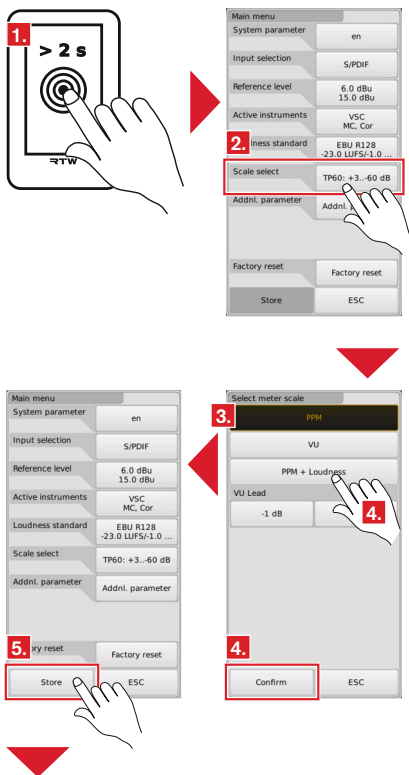 1.
> 2 s
RTW
Main menu
System parameter
en
Input selection
S/PDIF
Reference level
6.0 dBu
15.0 dBu
Active instruments
VSC
MC, Cor
2.
ness standard
EBU R128
-23.0 LUFS/-1.0 ...
Scale select
TP60: +3..-60 dB
Addnl. parameter
Addnl.
Factory reset
Factory reset
Store
ESC
Main menu
System parameter
en
Input selection
S/PDIF
Reference level
6.0 dBu
15.0 dBu
Active instruments
VSC
MC, Cor
Loudness standard
EBU R128
-23.0 LUFS/-1.0 ...
Scale select
TP60: +3..-60 dB
Addnl. parameter
Addnl. parameter
5.
ory reset
Factory reset
Store
ESC
Select meter scale
3.
PPM
VU
PPM + Loudness
VU Lead
-1 dB
4.
4.
Confirm
ESC